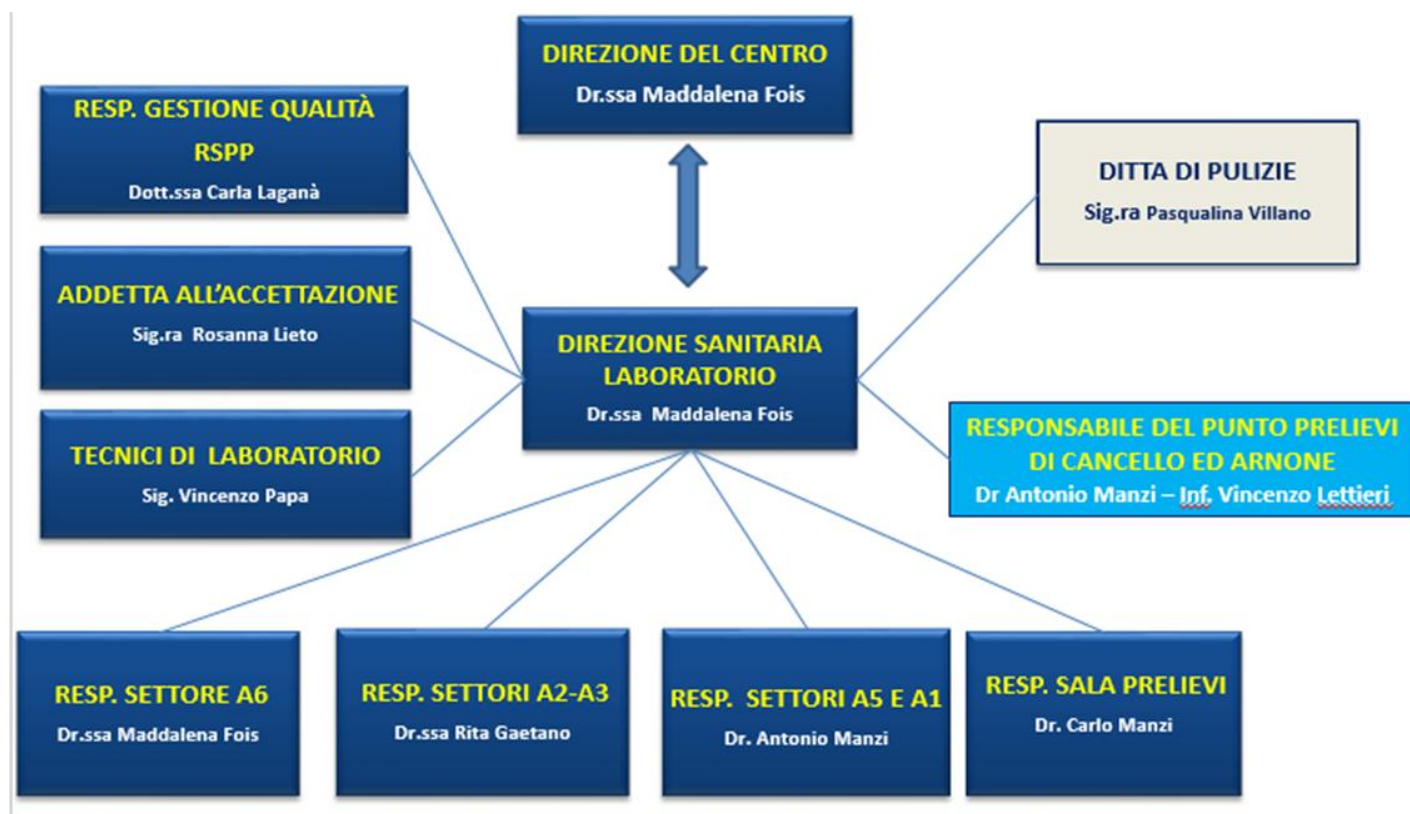 DIREZIONE DEL CENTRO
Dr.ssa Maddalena Fois
RESP. GESTIONE QUALITÀ
RSPP
Dott.ssa Carla Laganà
DITTA DI PULIZIE
Sig.ra Pasqualina Villano
ADDETTA ALL'ACCETTAZIONE
Sig.ra Rosanna Lieto
DIREZIONE SANITARIA
LABORATORIO
Dr.ssa Maddalena Fois
TECNICI DI LABORATORIO
Sig. Vincenzo Papa
RESPONSABILE DEL PUNTO PRELIEVI
DI CANCELLO ED ARNONE
Dr Antonio Manzi – Inf. Vincenzo Lettieri
RESP. SETTORE A6
Dr.ssa Maddalena Fois
RESP. SETTORI A2-A3
Dr.ssa Rita Gaetano
RESP. SETTORI A5 E A1
Dr. Antonio Manzi
RESP. SALA PRELIEVI
Dr. Carlo Manzi